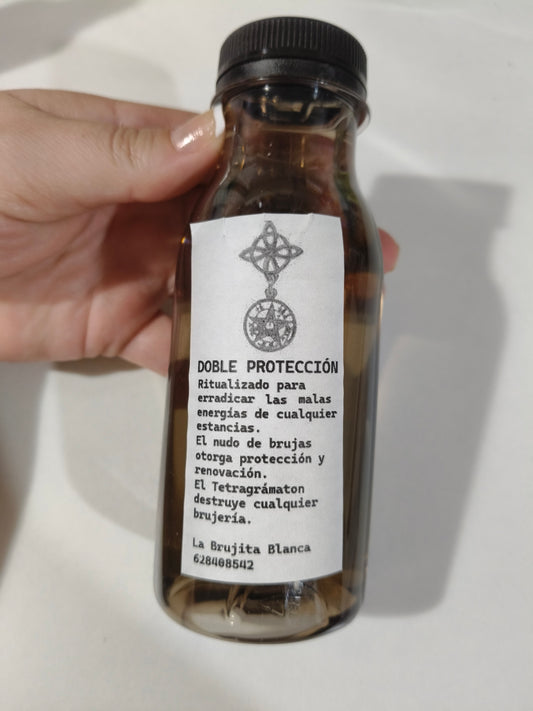 DOBLE PROTECCIÓN
Ritualizado para
erradicar las malas
energías de cualquier
estancias.
El nudo de brujas
otorga protección y
renovación.
El Tetragrámaton
destruye cualquier
brujería.
La Brujita Blanca
628408542